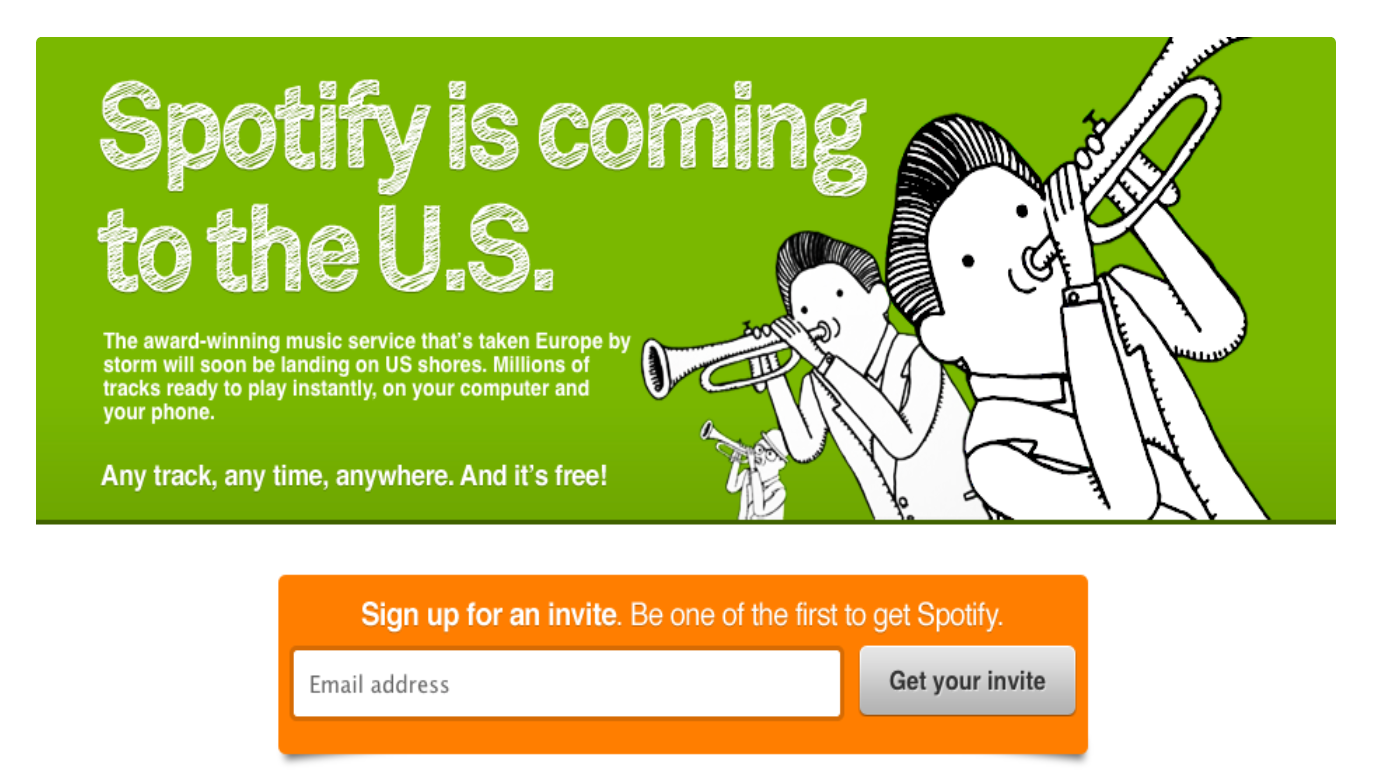 Spotify is coming
to the U.S.
The award-winning music service that's taken Europe by
storm will soon be landing on US shores. Millions of
tracks ready to play instantly, on your computer and
your phone.
Any track, any time, anywhere. And it's free!
Sign up for an invite. Be one of the first to get Spotify.
Email address
Get your invite